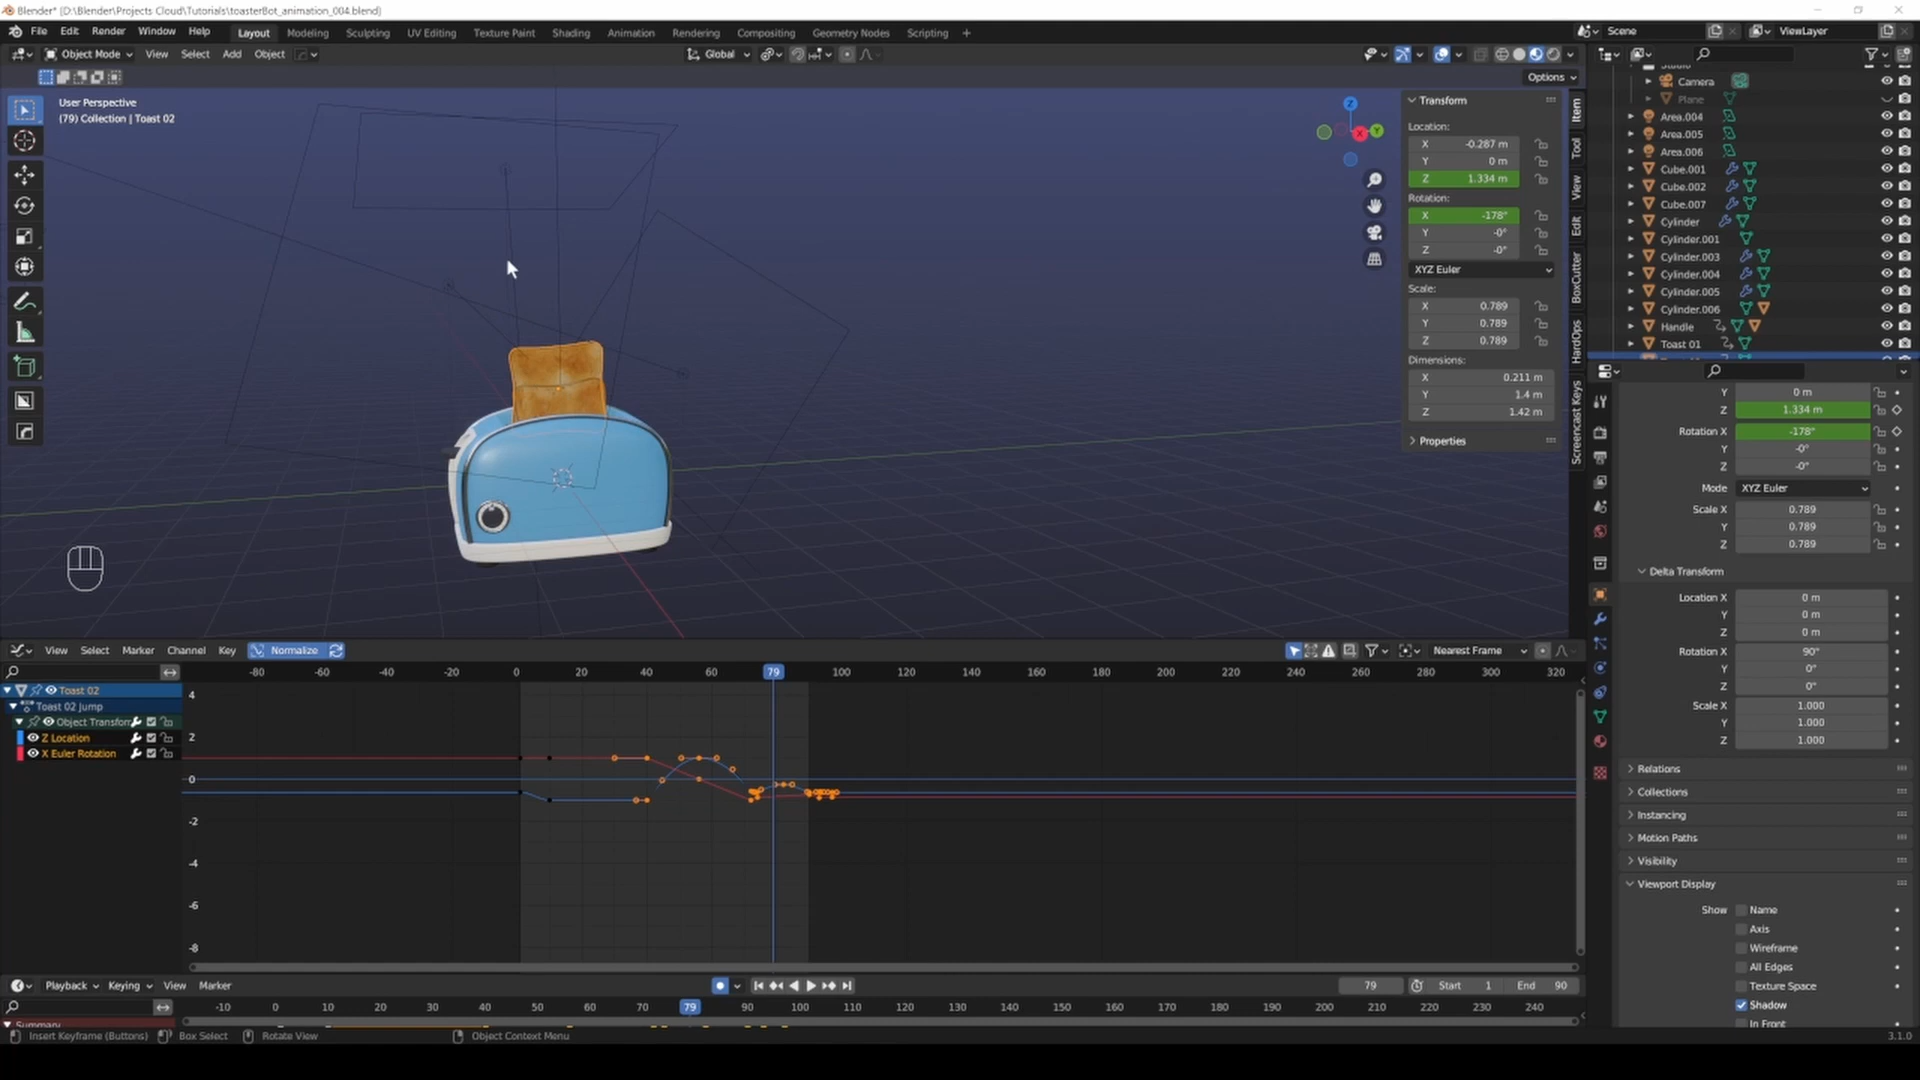 Blender* [D:\Blender\Projects Cloud\Tutorials\toasterBot_animation_004.blend]
File Edit Render Window Help Layout Modeling Sculpting UV Editing Texture Paint Shading Animation Rendering Compositing Geometry Nodes Scripting + Scene ViewLayer
Object Mode View Select Add Object Global
Options
User Perspective
(79) Collection | Toast 02
Z
X
Y
Transform
Location:
X -0.287 m
Y 0 m
Z 1.334 m
Rotation:
X -178°
Y -0°
Z -0°
XYZ Euler
Scale:
X 0.789
Y 0.789
Z 0.789
Dimensions:
X 0.211 m
Y 1.4 m
Z 1.42 m
Properties
Item
Tool
View
Edit
BoxCutter
HardOps
Screencast Keys
Studio
Camera
Plane
Area.004
Area.005
Area.006
Cube.001
Cube.002
Cube.007
Cylinder
Cylinder.001
Cylinder.003
Cylinder.004
Cylinder.005
Cylinder.006
Handle
Toast 01
Y 0 m
Z 1.334 m
Rotation X -178°
Y -0°
Z -0°
Mode XYZ Euler
Scale X 0.789
Y 0.789
Z 0.789
Delta Transform
Location X 0 m
Y 0 m
Z 0 m
Rotation X 90°
Y 0°
Z 0°
Scale X 1.000
Y 1.000
Z 1.000
Relations
Collections
Instancing
Motion Paths
Visibility
Viewport Display
Show Name
Axis
Wireframe
All Edges
Texture Space
Shadow
In Front
View Select Marker Channel Key Normalize Nearest Frame
-80 -60 -40 -20 0 20 40 60 79 100 120 140 160 180 200 220 240 260 280 300 320
Toast 02
Toast 02 Jump
Object Transform
Z Location
X Euler Rotation
4
2
0
-2
-4
-6
-8
Playback Keying View Marker 79 Start 1 End 90
-10 0 10 20 30 40 50 60 70 79 90 100 110 120 130 140 150 160 170 180 190 200 210 220 230 240
Summary
Insert Keyframe (Buttons) Box Select Rotate View Object Context Menu 3.1.0